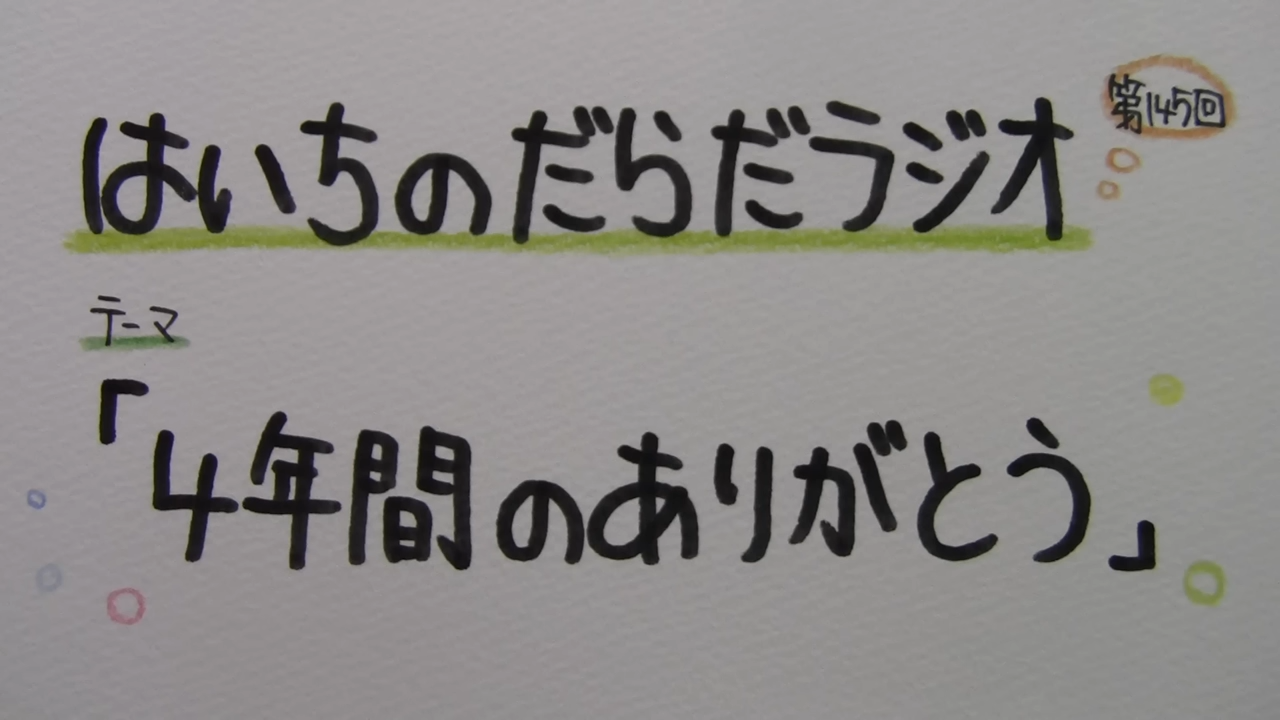 はいちのだらだラジオ
第145回
テーマ
「4年間のありがとう」